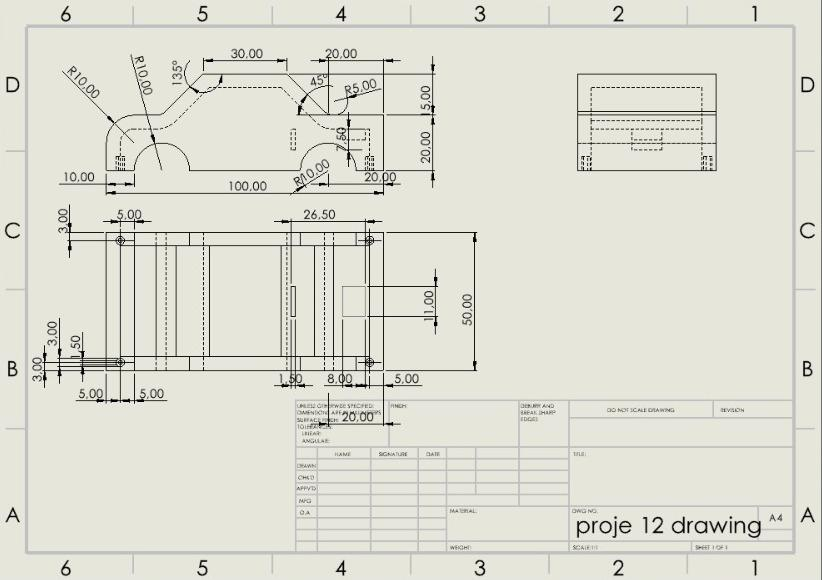 6 5 4 3 2 1
30,00 20,00
R10,00 R10,00 135° 45° R5,00
D D
15,00
7,50 20,00
R10,00
10,00 20,00
100,00
C C
3,00 5,00 26,50
11,00 50,00
3,00 1,50
B B
3,00
1,50 8,00 5,00
5,00 5,00
20,00
UNLESS OTHERWISE SPECIFIED: FINISH: DEBURR AND DO NOT SCALE DRAWING REVISION
DIMENSIONS ARE IN MILLIMETERS BREAK SHARP
SURFACE FINISH: EDGES
TOLERANCES:
LINEAR:
ANGULAR:
NAME SIGNATURE DATE TITLE:
DRAWN
CHK'D
APPV'D
MFG
Q.A MATERIAL: DWG NO.
A A
proje 12 drawing A4
WEIGHT: SCALE:1:1 SHEET 1 OF 1
6 5 4 3 2 1